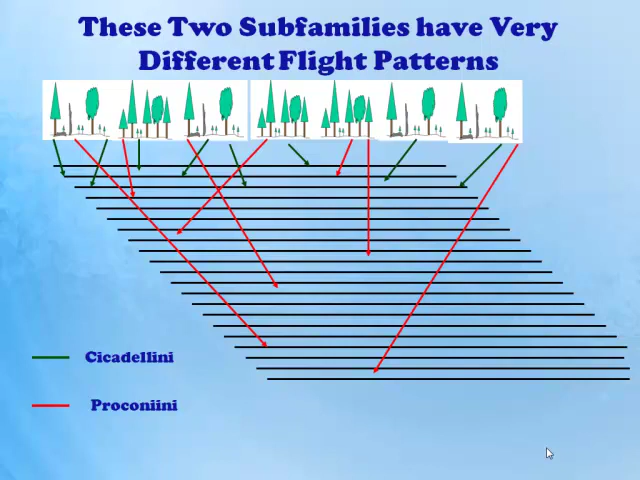 These Two Subfamilies have Very
Different Flight Patterns
Cicadellini
Proconiini